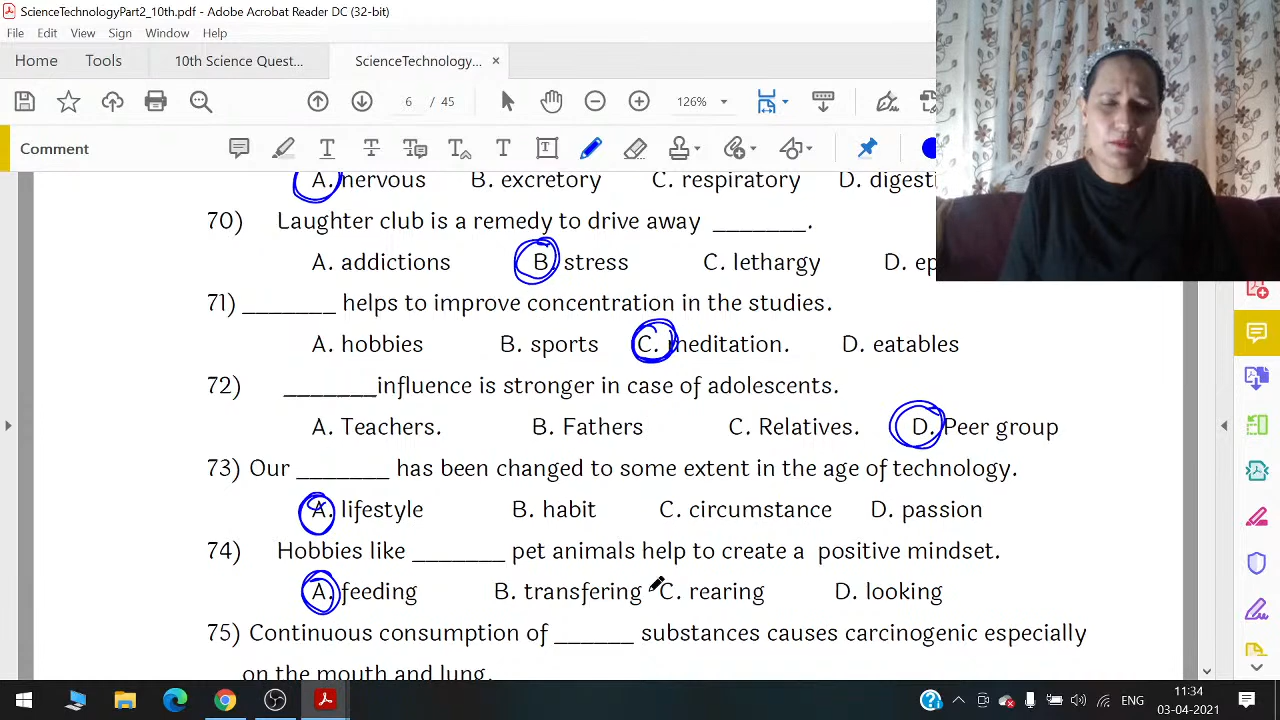 ScienceTechnologyPart2_10th.pdf - Adobe Acrobat Reader DC (32-bit)
File Edit View Sign Window Help
Home Tools 10th Science Quest... ScienceTechnology... ×
6 / 45 126%
Comment
A. nervous B. excretory C. respiratory D. digesti
70) Laughter club is a remedy to drive away _______.
A. addictions B. stress C. lethargy D. ep
71) _______ helps to improve concentration in the studies.
A. hobbies B. sports C. meditation. D. eatables
72) _______influence is stronger in case of adolescents.
A. Teachers. B. Fathers C. Relatives. D. Peer group
73) Our _______ has been changed to some extent in the age of technology.
A. lifestyle B. habit C. circumstance D. passion
74) Hobbies like _______ pet animals help to create a positive mindset.
A. feeding B. transfering C. rearing D. looking
75) Continuous consumption of ______ substances causes carcinogenic especially
on the mouth and lung.
ENG 11:34
03-04-2021